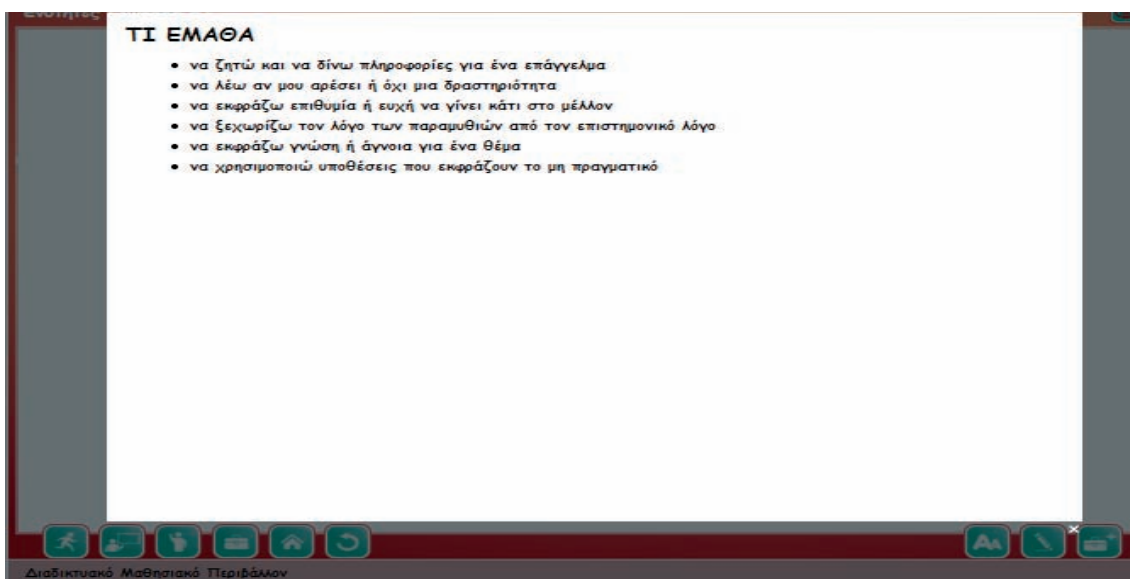 Ενότητες
ΤΙ ΕΜΑΘΑ
• να ζητώ και να δίνω πληροφορίες για ένα επάγγελμα
• να λέω αν μου αρέσει ή όχι μια δραστηριότητα
• να εκφράζω επιθυμία ή ευχή να γίνει κάτι στο μέλλον
• να ξεχωρίζω τον λόγο των παραμυθιών από τον επιστημονικό λόγο
• να εκφράζω γνώση ή άγνοια για ένα θέμα
• να χρησιμοποιώ υποθέσεις που εκφράζουν το μη πραγματικό
AA
Διαδικτυακό Μαθησιακό Περιβάλλον